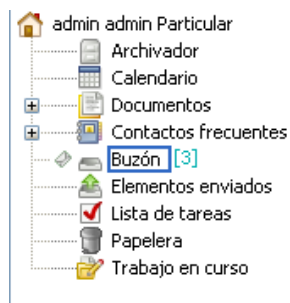 admin admin Particular
Archivador
Calendario
Documentos
Contactos frecuentes
Buzón [3]
Elementos enviados
Lista de tareas
Papelera
Trabajo en curso